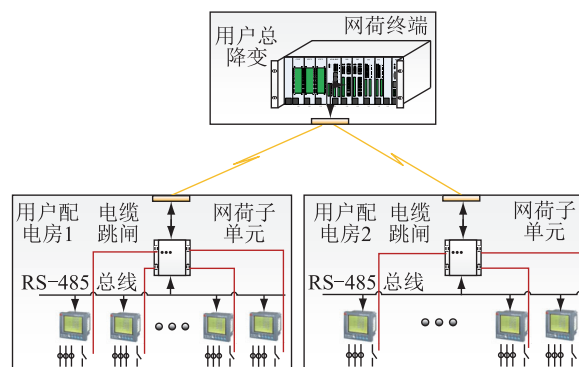 用户总
降变
网荷终端
用户配
电房1
电缆
跳闸
网荷子
单元
RS-485 总线
用户配
电房2
电缆
跳闸
网荷子
单元
RS-485 总线